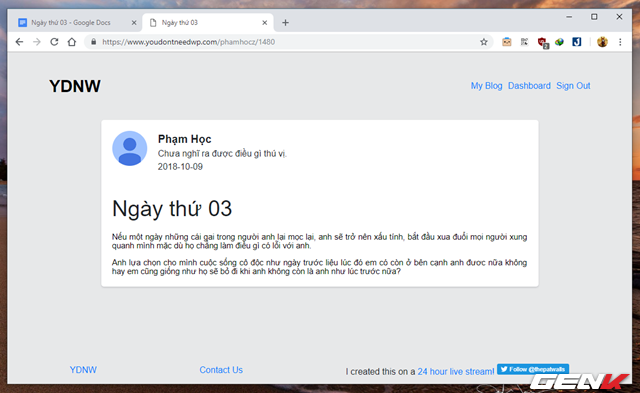 Ngày thứ 03 - Google Docs
Ngày thứ 03
https://www.youdontneedwp.com/phamhocz/1480
YDNW
My Blog Dashboard Sign Out
Phạm Học
Chưa nghĩ ra được điều gì thú vị.
2018-10-09
Ngày thứ 03
Nếu một ngày những cái gai trong người anh lại mọc lại, anh sẽ trở nên xấu tính, bắt đầu xua đuổi mọi người xung
quanh mình mặc dù họ chẳng làm điều gì có lỗi với anh.
Anh lựa chọn cho mình cuộc sống cô độc như ngày trước liệu lúc đó em có còn ở bên cạnh anh được nữa không
hay em cũng giống như họ sẽ bỏ đi khi anh không còn là anh như lúc trước nữa?
YDNW
Contact Us
I created this on a 24 hour live stream!
Follow @thepatwalls
GENK